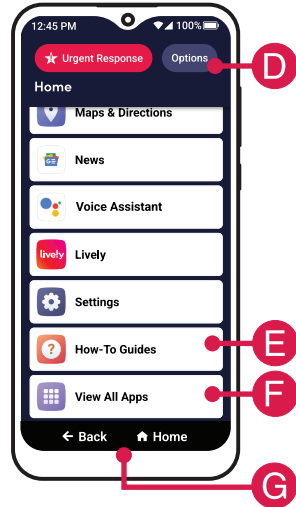 12:45 PM 100%
Urgent Response Options
D
Home
Maps & Directions
News
Voice Assistant
lively Lively
Settings
How-To Guides
E
View All Apps
F
Back Home
G